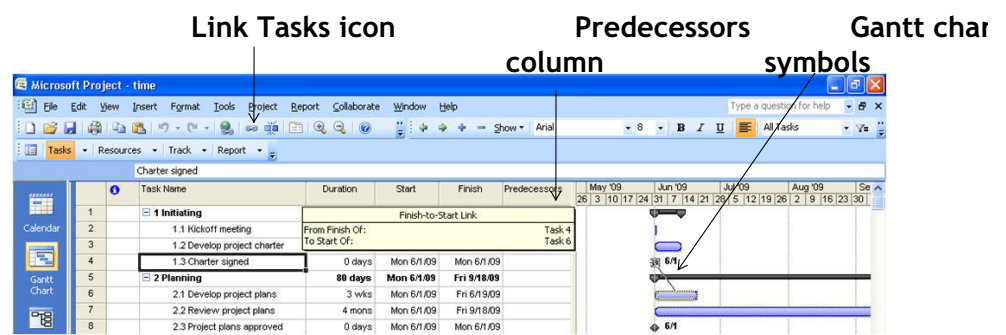 Link Tasks icon Predecessors Gantt char
column symbols
Microsoft Project - time
File Edit View Insert Format Tools Project Report Collaborate Window Help Type a question for help
Show Arial 8 B I U All Tasks
Tasks Resources Track Report
Charter signed
Task Name Duration Start Finish Predecessors May '09 Jun '09 Jul '09 Aug '09 Se
26 3 10 17 24 31 7 14 21 28 5 12 19 26 2 9 16 23 30
1 1 Initiating Finish-to-Start Link
Calendar 2 1.1 Kickoff meeting From Finish Of: Task 4
3 1.2 Develop project charter To Start Of: Task 6
4 1.3 Charter signed 0 days Mon 6/1/09 Mon 6/1/09 6/1
Gantt Chart 5 2 Planning 80 days Mon 6/1/09 Fri 9/18/09
6 2.1 Develop project plans 3 wks Mon 6/1/09 Fri 6/19/09
7 2.2 Review project plans 4 mons Mon 6/1/09 Fri 9/18/09
8 2.3 Project plans approved 0 days Mon 6/1/09 Mon 6/1/09 6/1